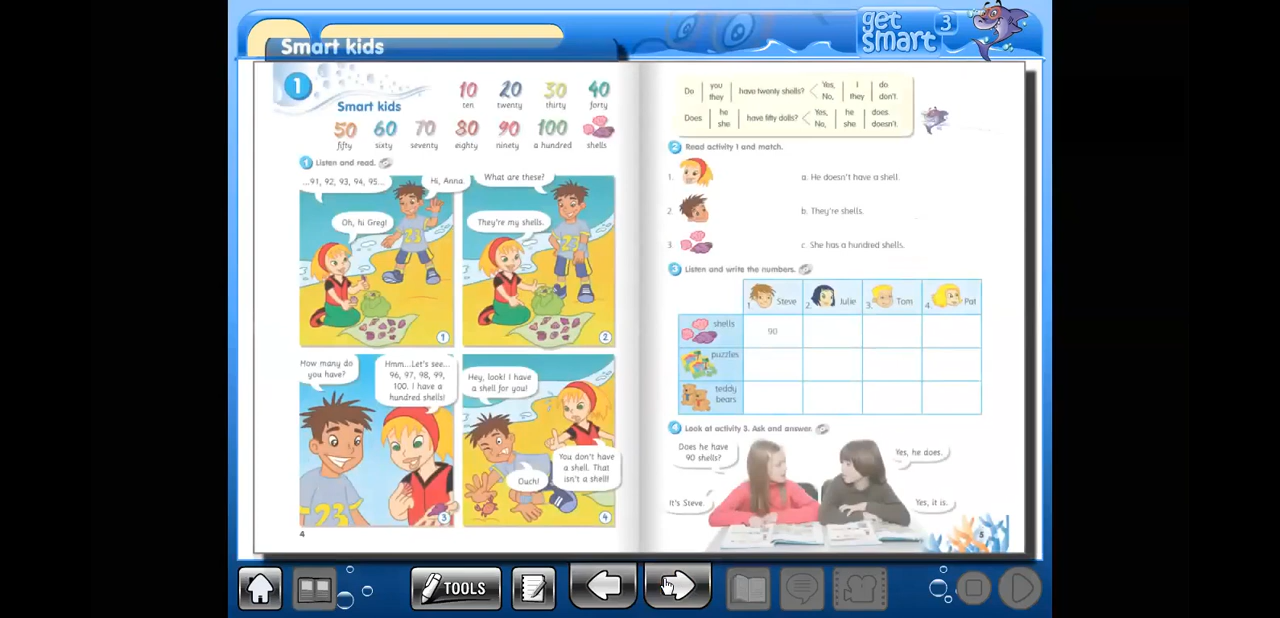 Smart kids
get
smart 3
1
Smart kids
10 20 30 40
ten twenty thirty forty
50 60 70 80 90 100
fifty sixty seventy eighty ninety a hundred shells
1 Listen and read.
...91, 92, 93, 94, 95...
Hi, Anna.
Oh, hi Greg!
1
What are these?
They're my shells.
2
How many do
you have?
Hmm...Let's see...
96, 97, 98, 99,
100. I have a
hundred shells!
3
Hey, look! I have
a shell for you!
Ouch!
You don't have
a shell. That
isn't a shell!
4
4
Do you they have twenty shells? Yes, No, I they do don't.
Does he she have fifty dolls? Yes, No, he she does. doesn't.
2 Read activity 1 and match.
1. a. He doesn't have a shell.
2. b. They're shells.
3 c. She has a hundred shells.
3 Listen and write the numbers.
1. Steve 2. Julie 3. Tom 4. Pat
shells 90
puzzles
teddy
bears
4 Look at activity 3. Ask and answer.
Does he have
90 shells?
Yes, he does.
It's Steve.
Yes, it is.
5
TOOLS